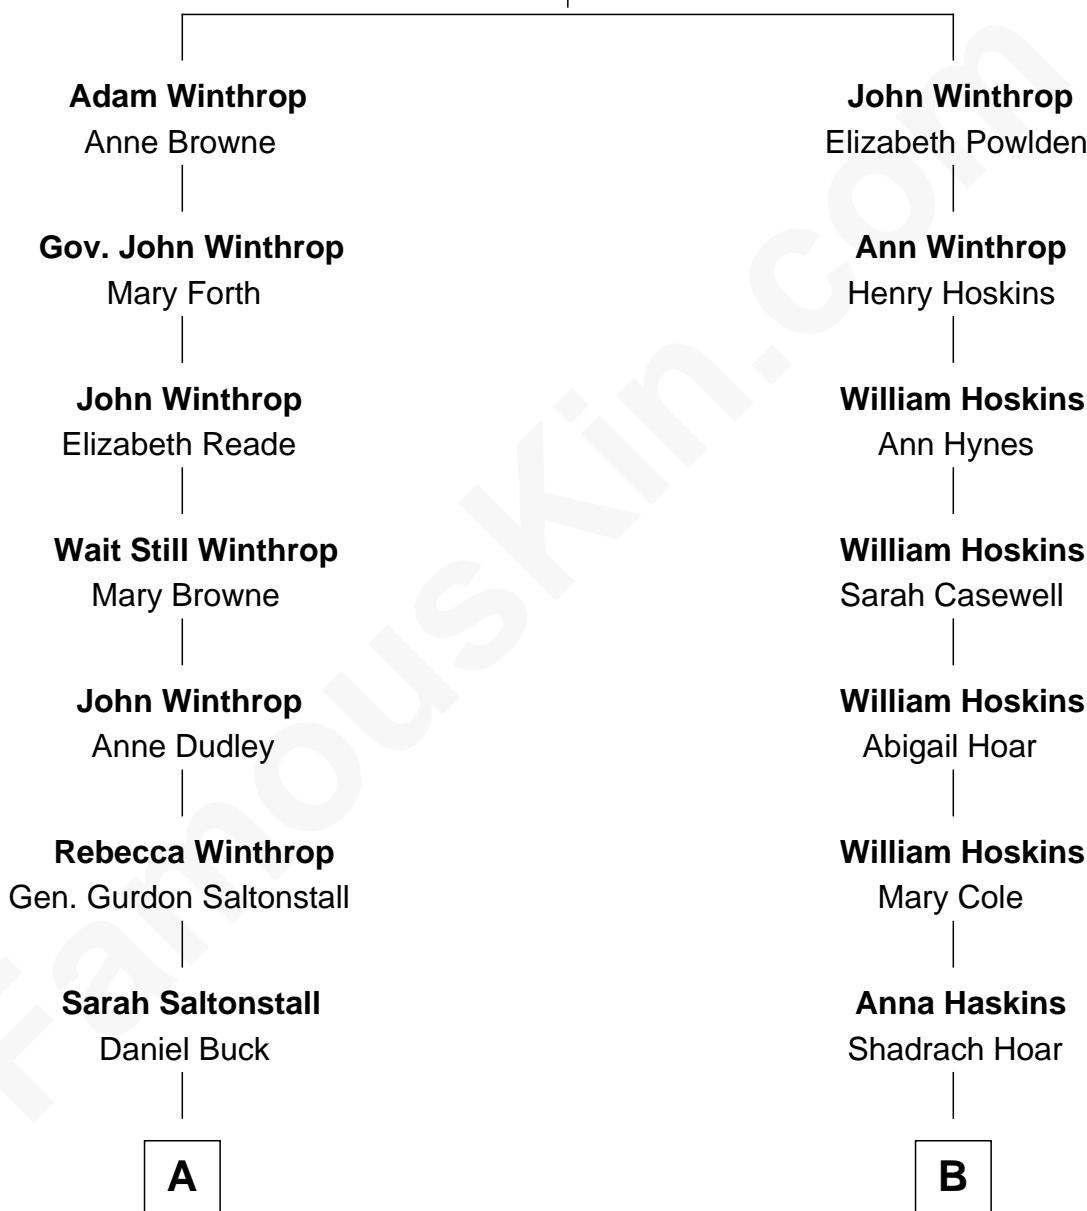 Adam Winthrop
Anne Browne
Gov. John Winthrop
Mary Forth
John Winthrop
Elizabeth Reade
Wait Still Winthrop
Mary Browne
John Winthrop
Anne Dudley
Rebecca Winthrop
Gen. Gurdon Saltonstall
Sarah Saltonstall
Daniel Buck
A
John Winthrop
Elizabeth Powlden
Ann Winthrop
Henry Hoskins
William Hoskins
Ann Hynes
William Hoskins
Sarah Casewell
William Hoskins
Abigail Hoar
William Hoskins
Mary Cole
Anna Haskins
Shadrach Hoar
B
FamousKin.com